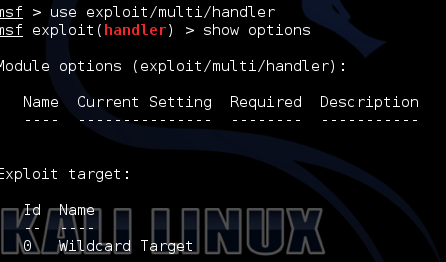 msf > use exploit/multi/handler
msf exploit(handler) > show options
Module options (exploit/multi/handler):
Name Current Setting Required Description
---- --------------- -------- -----------
Exploit target:
Id Name
-- ----
0 Wildcard Target
KALI LINUX